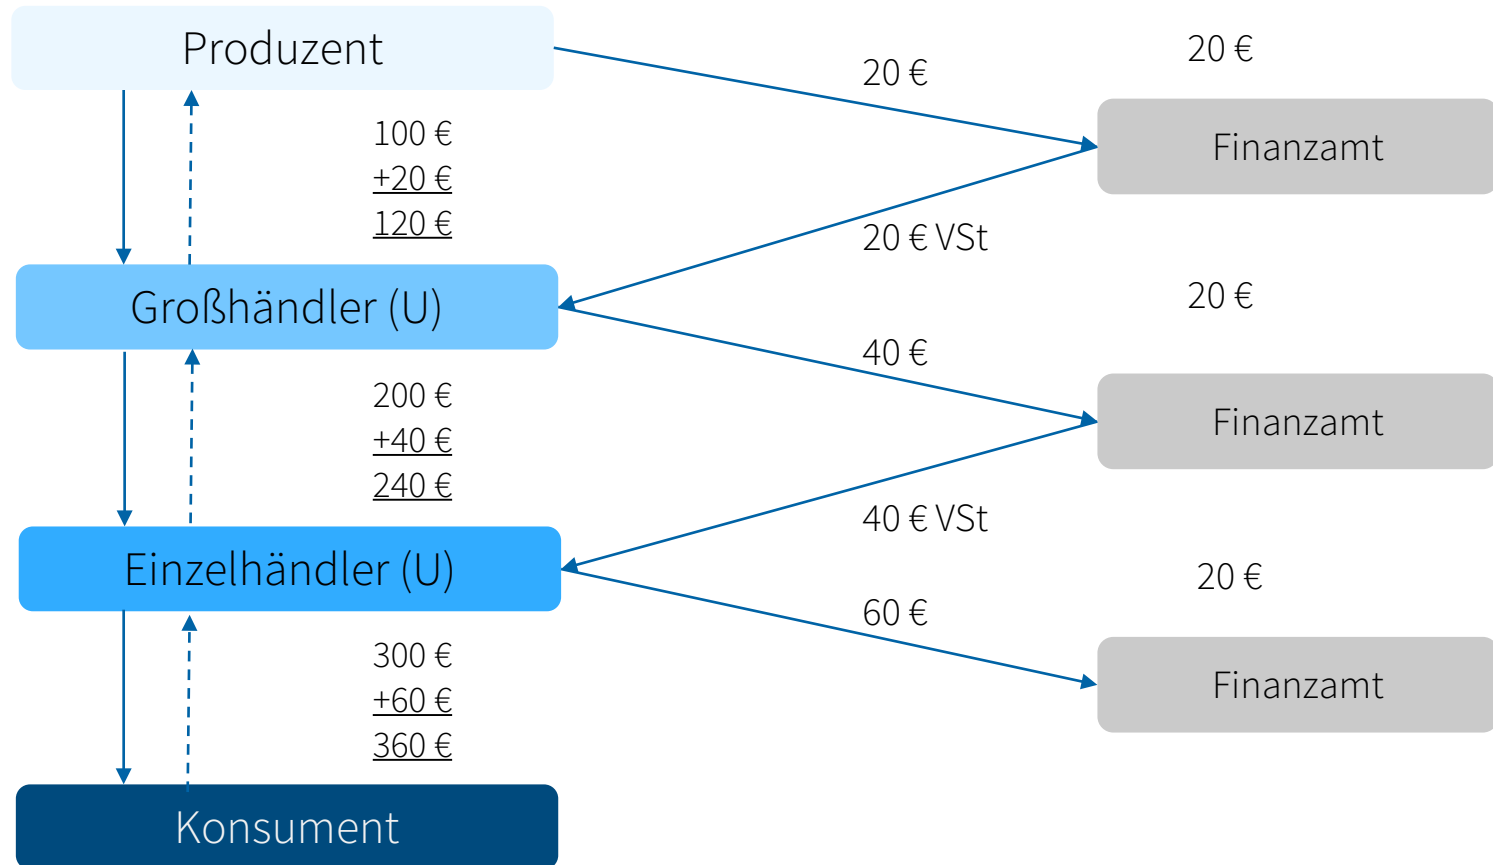 Produzent
20 €
20 €
Finanzamt
100 €
+20 €
120 €
20 € VSt
Großhändler (U)
20 €
40 €
Finanzamt
200 €
+40 €
240 €
40 € VSt
Einzelhändler (U)
20 €
60 €
Finanzamt
300 €
+60 €
360 €
Konsument